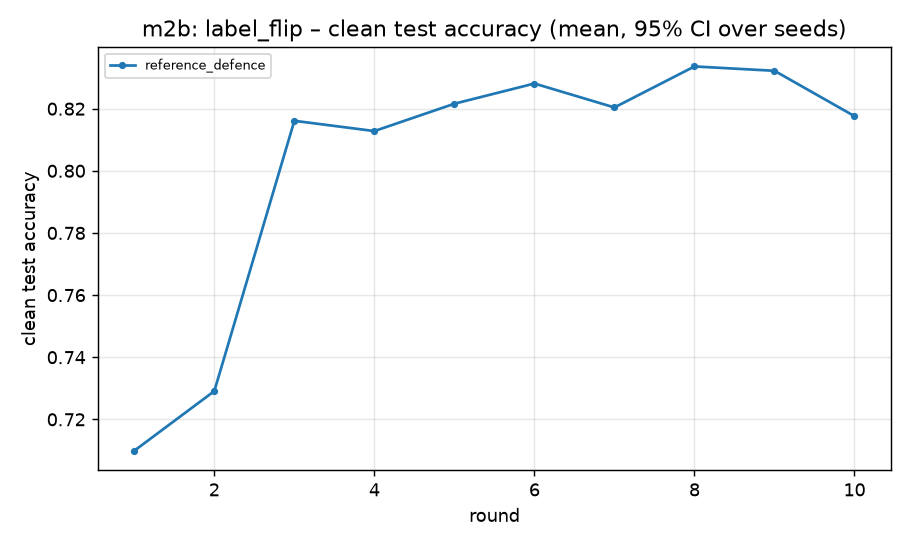 m2b: label_flip – clean test accuracy (mean, 95% CI over seeds)
reference_defence
clean test accuracy
0.82
0.80
0.78
0.76
0.74
0.72
2 4 6 8 10
round